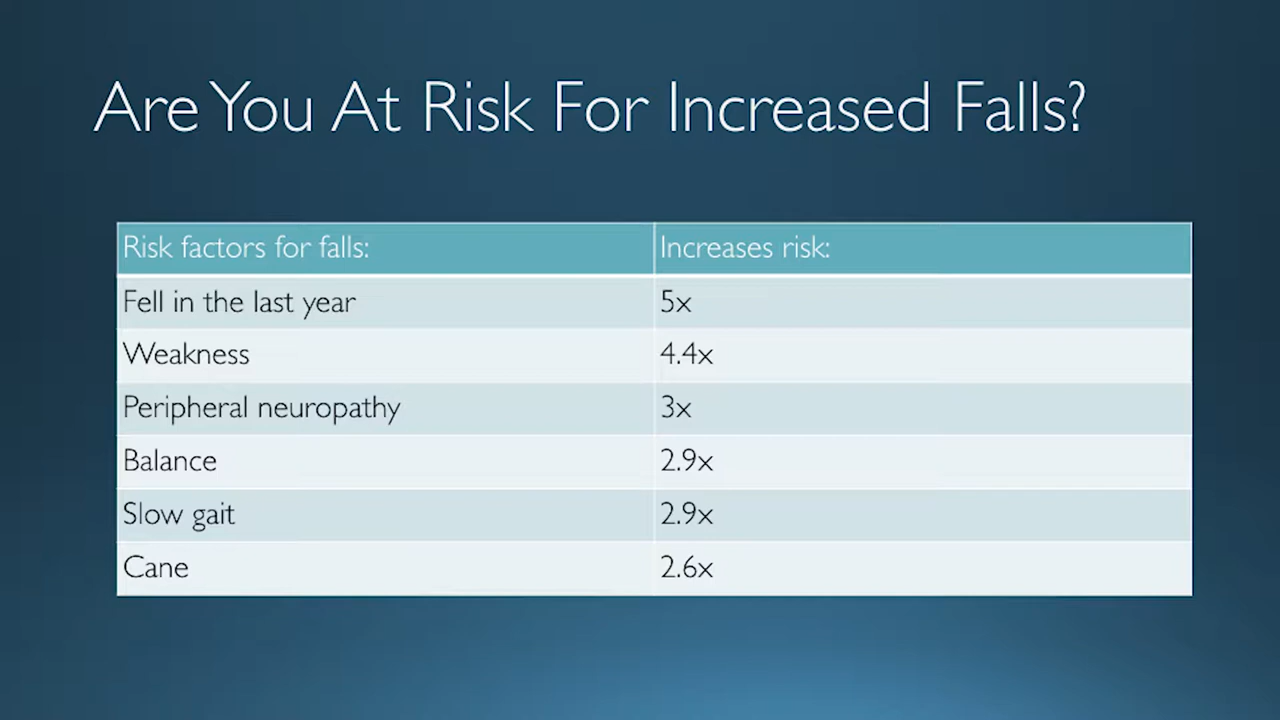 Are You At Risk For Increased Falls?
Risk factors for falls: Increases risk:
Fell in the last year 5x
Weakness 4.4x
Peripheral neuropathy 3x
Balance 2.9x
Slow gait 2.9x
Cane 2.6x